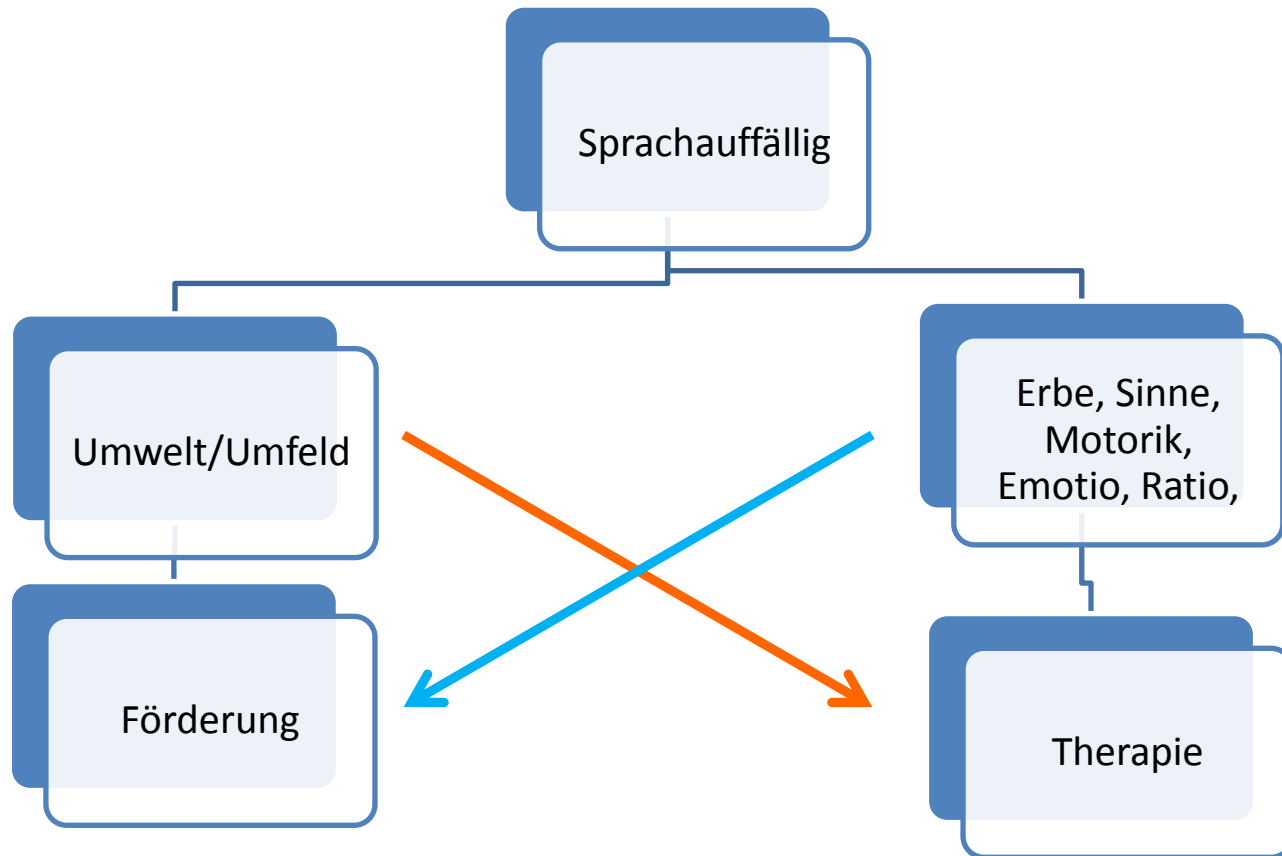 Sprachauffällig
Umwelt/Umfeld
Erbe, Sinne,
Motorik,
Emotio, Ratio,
Förderung
Therapie